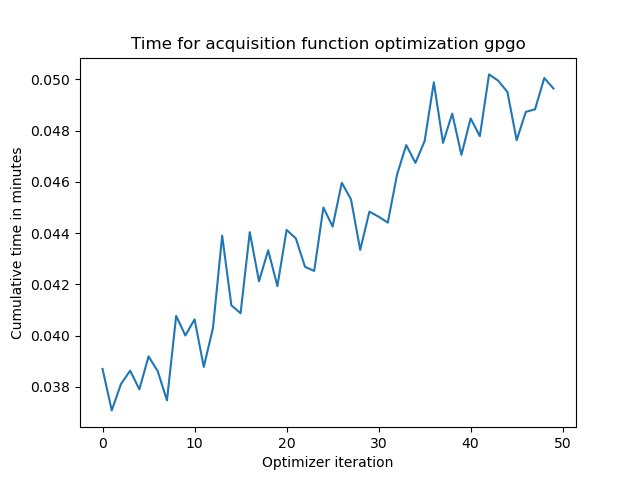 Time for acquisition function optimization gpgo
Cumulative time in minutes
0.050
0.048
0.046
0.044
0.042
0.040
0.038
0 10 20 30 40 50
Optimizer iteration